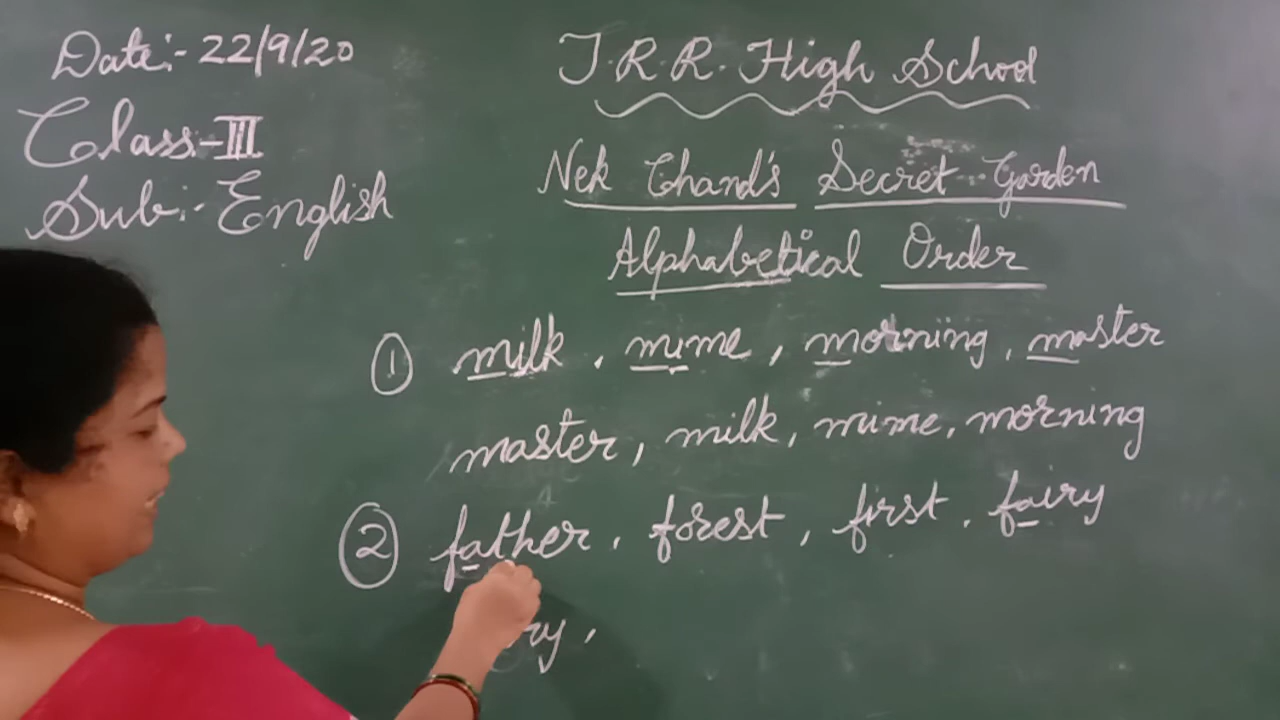 Date:- 22/9/20
Class:-III
Sub:- English
J.R.R. High School
Nek Chand's Secret Garden
Alphabetical Order
① milk, mime, morning, master
master, milk, mime, morning
② father, forest, first, fairy
ry,